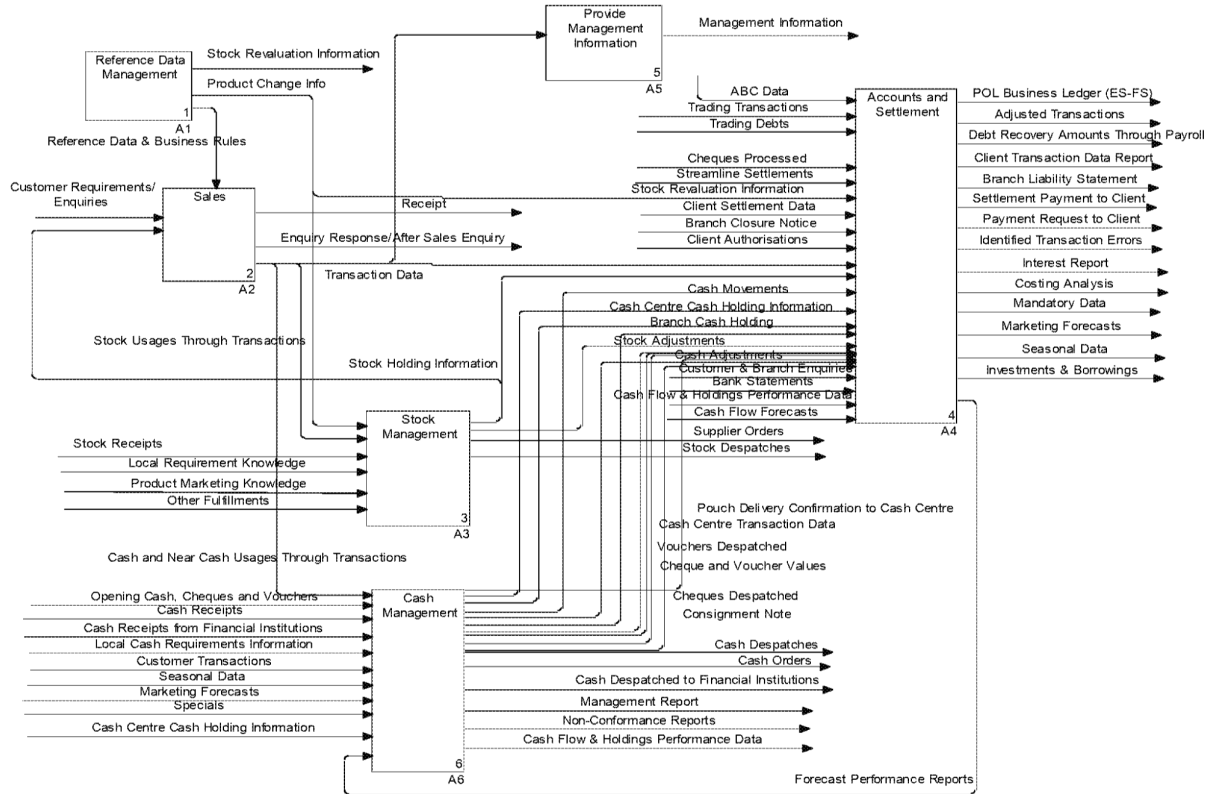 Provide
Management
Information
5
A5
Management Information
Reference Data
Management
1
A1
Stock Revaluation Information
Product Change Info
Reference Data & Business Rules
Customer Requirements/
Enquiries
Sales
2
A2
Receipt
Enquiry Response/After Sales Enquiry
Transaction Data
ABC Data
Trading Transactions
Trading Debts
Cheques Processed
Streamline Settlements
Stock Revaluation Information
Client Settlement Data
Branch Closure Notice
Client Authorisations
Cash Movements
Cash Centre Cash Holding Information
Branch Cash Holding
Stock Adjustments
Cash Adjustments
Customer & Branch Enquiries
Bank Statements
Cash Flow & Holdings Performance Data
Cash Flow Forecasts
Accounts and
Settlement
4
A4
POL Business Ledger (ES-FS)
Adjusted Transactions
Debt Recovery Amounts Through Payroll
Client Transaction Data Report
Branch Liability Statement
Settlement Payment to Client
Payment Request to Client
Identified Transaction Errors
Interest Report
Costing Analysis
Mandatory Data
Marketing Forecasts
Seasonal Data
Investments & Borrowings
Stock Usages Through Transactions
Stock Holding Information
Stock
Management
3
A3
Stock Receipts
Local Requirement Knowledge
Product Marketing Knowledge
Other Fulfillments
Supplier Orders
Stock Despatches
Pouch Delivery Confirmation to Cash Centre
Cash Centre Transaction Data
Vouchers Despatched
Cheque and Voucher Values
Cheques Despatched
Consignment Note
Cash and Near Cash Usages Through Transactions
Cash
Management
6
A6
Opening Cash, Cheques and Vouchers
Cash Receipts
Cash Receipts from Financial Institutions
Local Cash Requirements Information
Customer Transactions
Seasonal Data
Marketing Forecasts
Specials
Cash Centre Cash Holding Information
Cash Despatches
Cash Orders
Cash Despatched to Financial Institutions
Management Report
Non-Conformance Reports
Cash Flow & Holdings Performance Data
Forecast Performance Reports